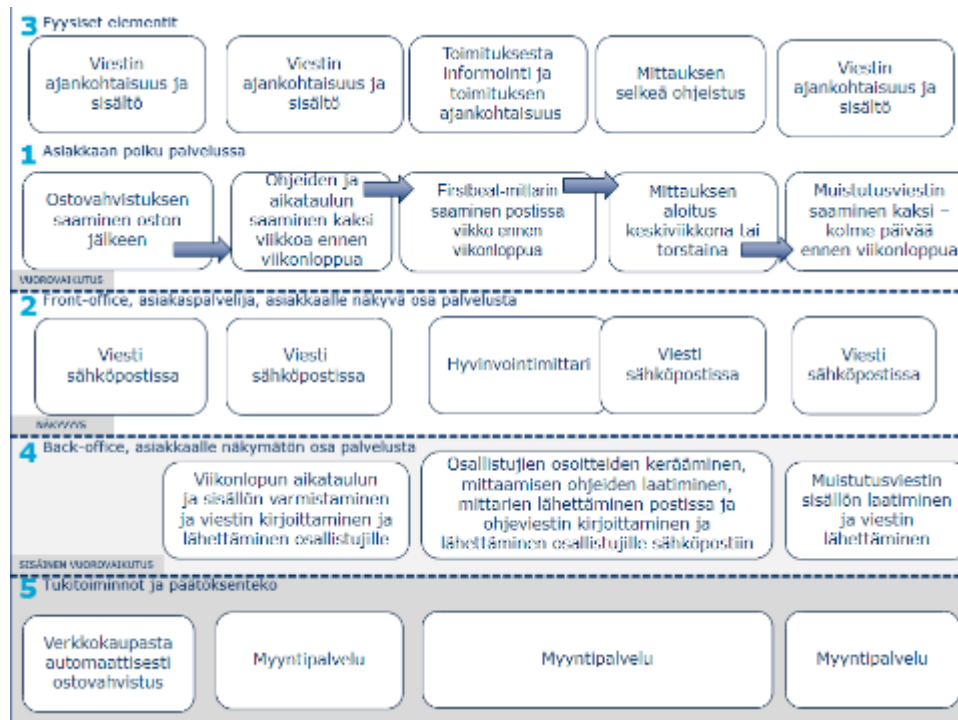 3 Fyysiset elementit
Viestin
ajankohtaisuus ja
sisältö
Viestin
ajankohtaisuus ja
sisältö
Toimituksesta
informointi ja
toimituksen
ajankohtaisuus
Mittauksen
selkeä ohjeistus
Viestin
ajankohtaisuus ja
sisältö
1 Asiakkaan polku palvelussa
Ostovahvistuksen
saaminen oston
jälkeen
Ohjeiden ja
aikataulun
saaminen kaksi
viikkoa ennen
viikonloppua
Firstbeat-mittarin
saaminen postissa
viikko ennen
viikonloppua
Mittauksen
aloitus
keskiviikkona tai
torstaina
Muistutusviestin
saaminen kaksi –
kolme päivää
ennen viikonloppua
VUOROVAIKUTUS
2 Front-office, asiakaspalvelija, asiakkaalle näkyvä osa palvelusta
Viesti
sähköpostissa
Viesti
sähköpostissa
Hyvinvointimittari
Viesti
sähköpostissa
Viesti
sähköpostissa
NÄKYVYYS
4 Back-office, asiakkaalle näkymätön osa palvelusta
Viikonlopun aikataulun
ja sisällön varmistaminen
ja viestin kirjoittaminen ja
lähettäminen osallistujille
Osallistujien osoitteiden kerääminen,
mittaamisen ohjeiden laatiminen,
mittarien lähettäminen postissa ja
ohjeviestin kirjoittaminen ja
lähettäminen osallistujille sähköpostiin
Muistutusviestin
sisällön laatiminen
ja viestin
lähettäminen
SISÄINEN VUOROVAIKUTUS
5 Tukitoiminnot ja päätöksenteko
Verkkokaupasta
automaattisesti
ostovahvistus
Myyntipalvelu
Myyntipalvelu
Myyntipalvelu